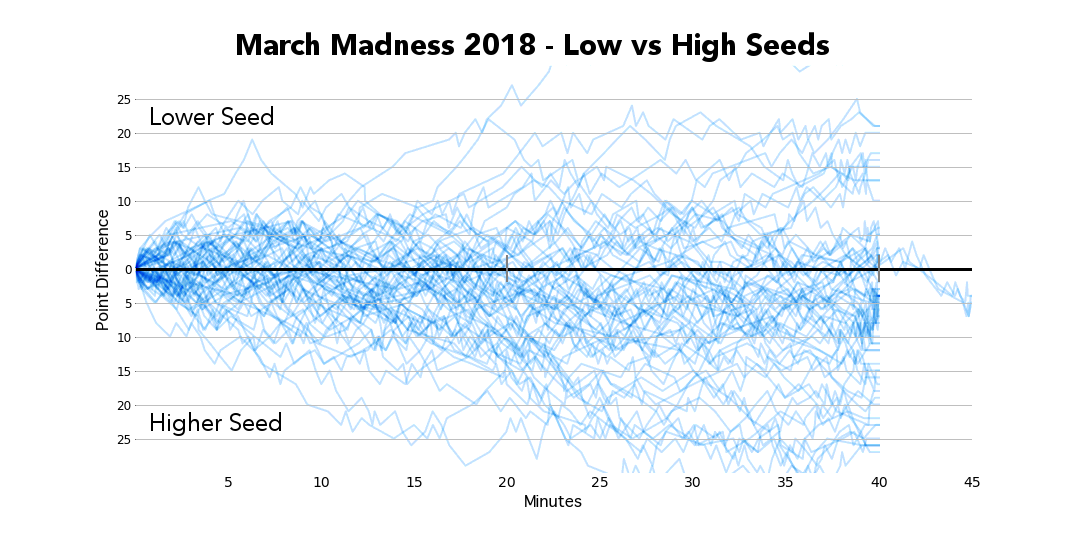 March Madness 2018 - Low vs High Seeds
Lower Seed
Higher Seed
Point Difference
25
20
15
10
5
0
5
10
15
20
25
5 10 15 20 25 30 35 40 45
Minutes